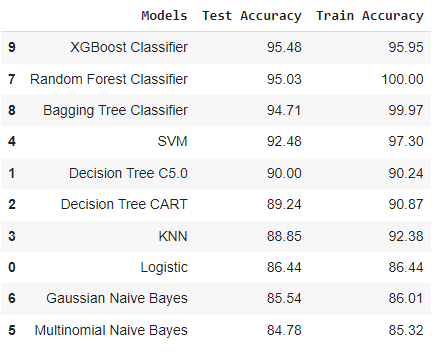 Models Test Accuracy Train Accuracy
9 XGBoost Classifier 95.48 95.95
7 Random Forest Classifier 95.03 100.00
8 Bagging Tree Classifier 94.71 99.97
4 SVM 92.48 97.30
1 Decision Tree C5.0 90.00 90.24
2 Decision Tree CART 89.24 90.87
3 KNN 88.85 92.38
0 Logistic 86.44 86.44
6 Gaussian Naive Bayes 85.54 86.01
5 Multinomial Naive Bayes 84.78 85.32